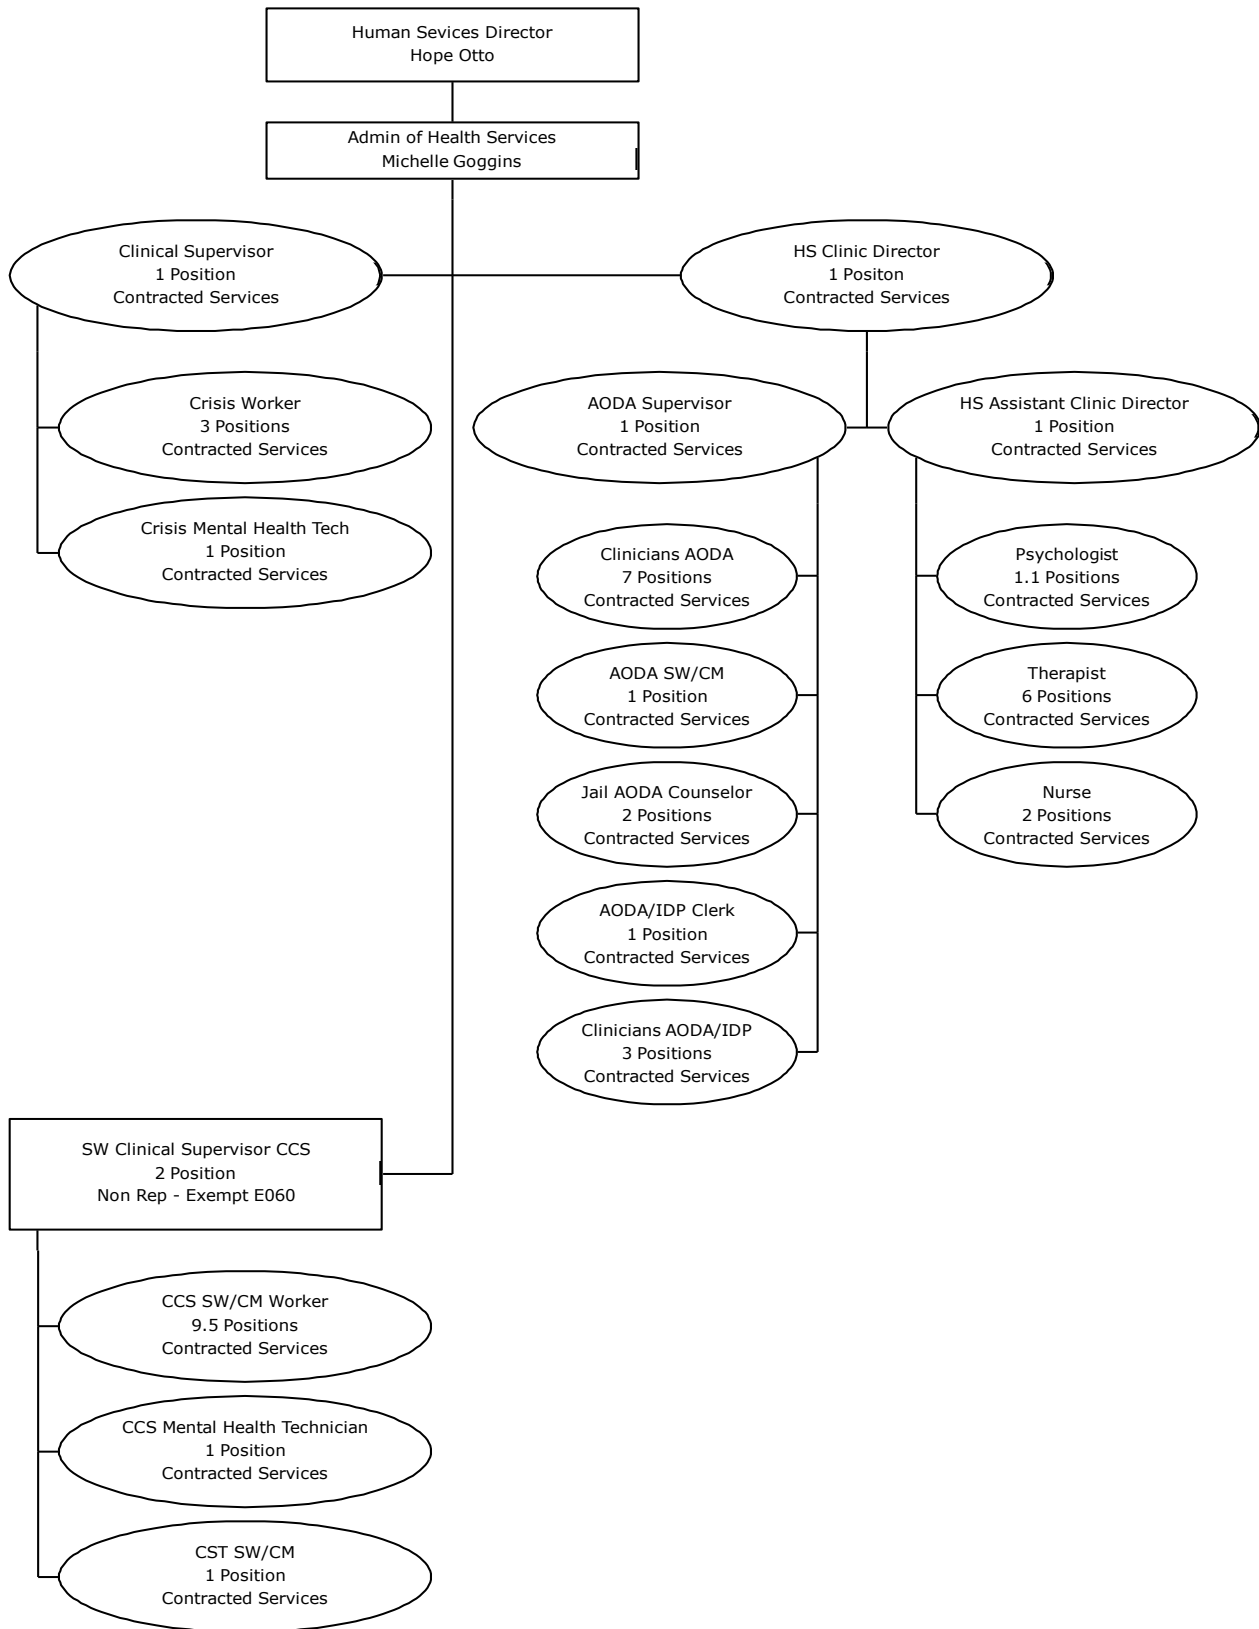 Human Sevices Director
Hope Otto
Admin of Health Services
Michelle Goggins
Clinical Supervisor
1 Position
Contracted Services
HS Clinic Director
1 Positon
Contracted Services
Crisis Worker
3 Positions
Contracted Services
Crisis Mental Health Tech
1 Position
Contracted Services
AODA Supervisor
1 Position
Contracted Services
HS Assistant Clinic Director
1 Position
Contracted Services
Clinicians AODA
7 Positions
Contracted Services
AODA SW/CM
1 Position
Contracted Services
Jail AODA Counselor
2 Positions
Contracted Services
AODA/IDP Clerk
1 Position
Contracted Services
Clinicians AODA/IDP
3 Positions
Contracted Services
Psychologist
1.1 Positions
Contracted Services
Therapist
6 Positions
Contracted Services
Nurse
2 Positions
Contracted Services
SW Clinical Supervisor CCS
2 Position
Non Rep - Exempt E060
CCS SW/CM Worker
9.5 Positions
Contracted Services
CCS Mental Health Technician
1 Position
Contracted Services
CST SW/CM
1 Position
Contracted Services